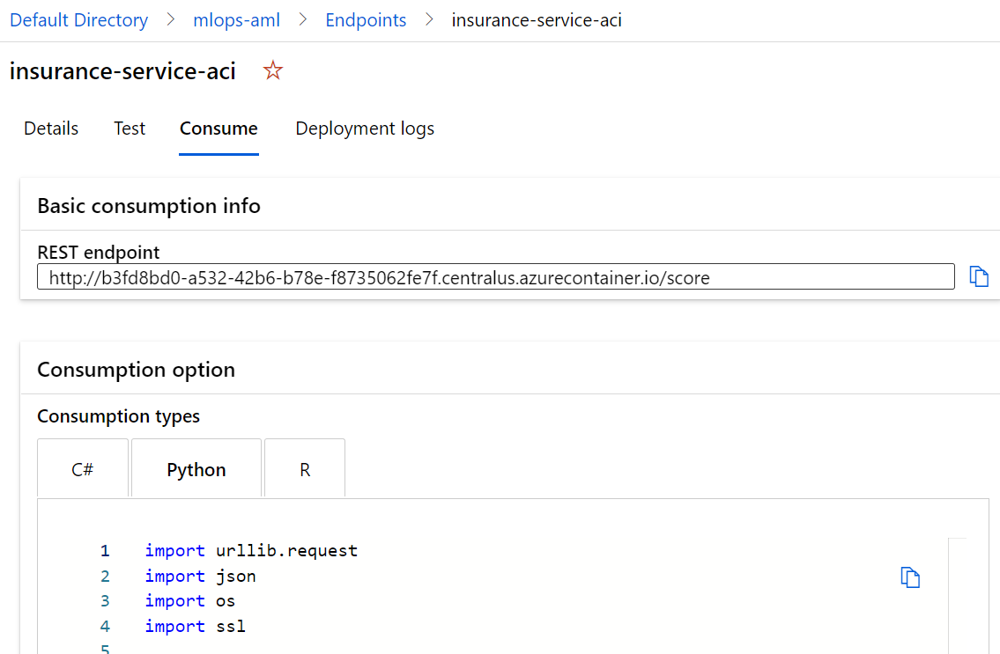 Default Directory > mlops-aml > Endpoints > insurance-service-aci
insurance-service-aci
Details Test Consume Deployment logs
Basic consumption info
REST endpoint
http://b3fd8bd0-a532-42b6-b78e-f8735062fe7f.centralus.azurecontainer.io/score
Consumption option
Consumption types
C# Python R
1 import urllib.request
2 import json
3 import os
4 import ssl
5